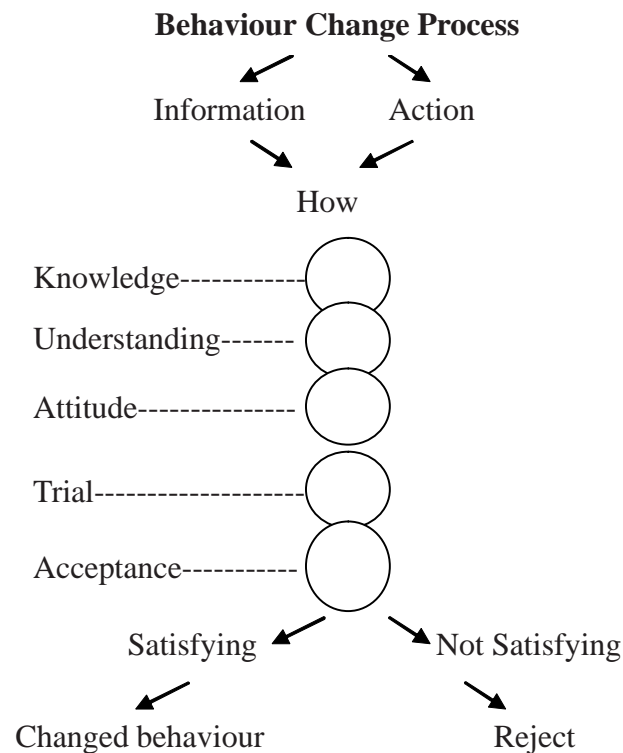 Behaviour Change Process
Information Action
How
Knowledge------------
Understanding-------
Attitude---------------
Trial--------------------
Acceptance-----------
Satisfying Not Satisfying
Changed behaviour Reject